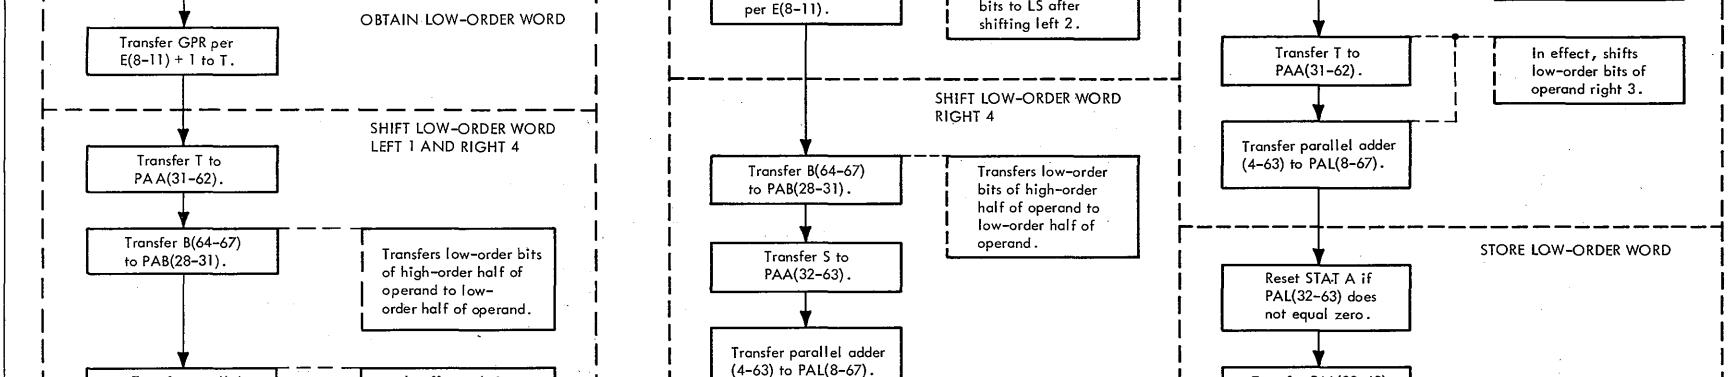 OBTAIN LOW-ORDER WORD
Transfer GPR per
E(8-11) + 1 to T.
SHIFT LOW-ORDER WORD
LEFT 1 AND RIGHT 4
Transfer T to
PAA(31-62).
Transfer B(64-67)
to PAB(28-31).
Transfers low-order bits
of high-order half of
operand to low-
order half of operand.
per E(8-11).
bits to LS after
shifting left 2.
SHIFT LOW-ORDER WORD
RIGHT 4
Transfer B(64-67)
to PAB(28-31).
Transfers low-order
bits of high-order
half of operand to
low-order half of
operand.
Transfer S to
PAA(32-63).
Transfer parallel adder
(4-63) to PAL(8-67).
Transfer T to
PAA(31-62).
In effect, shifts
low-order bits of
operand right 3.
Transfer parallel adder
(4-63) to PAL(8-67).
STORE LOW-ORDER WORD
Reset STAT A if
PAL(32-63) does
not equal zero.